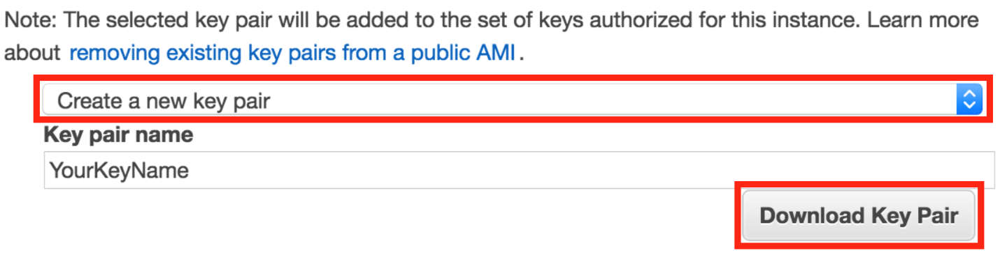 Note: The selected key pair will be added to the set of keys authorized for this instance. Learn more
about removing existing key pairs from a public AMI.
Create a new key pair
Key pair name
YourKeyName
Download Key Pair